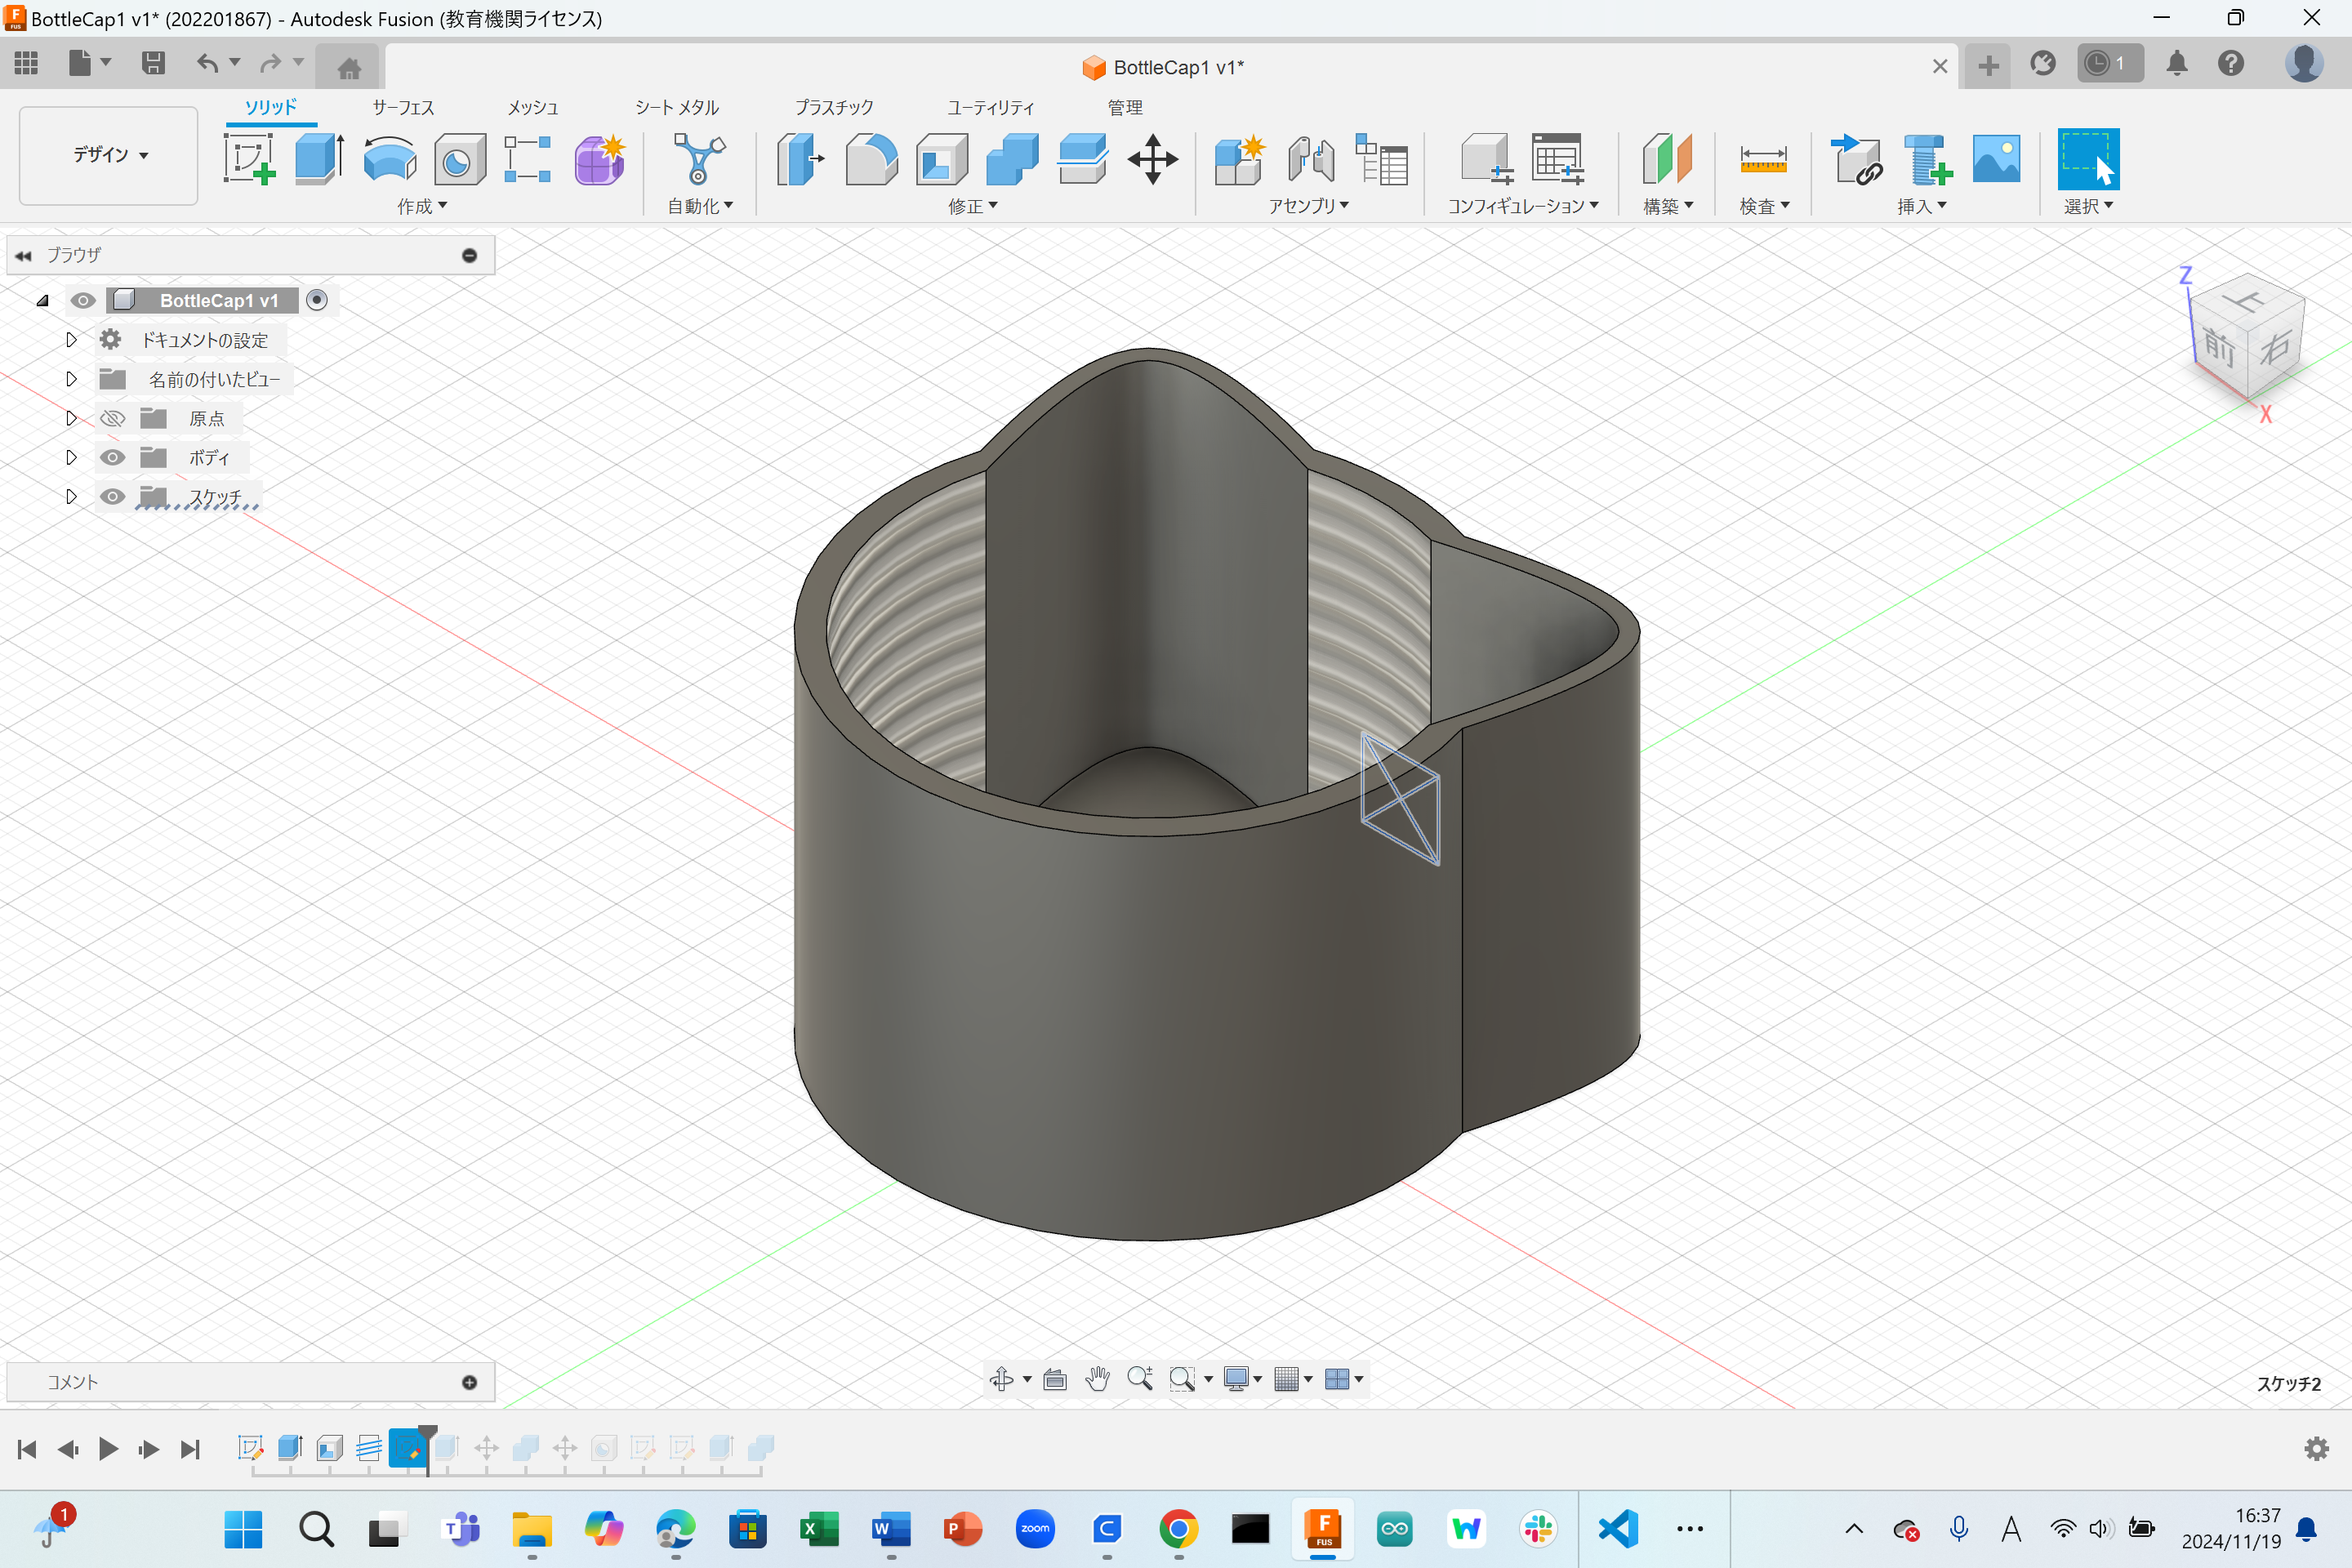 BottleCap1 v1* (202201867) - Autodesk Fusion (教育機関ライセンス)
BottleCap1 v1*
1
デザイン
ソリッド
サーフェス
メッシュ
シート メタル
プラスチック
ユーティリティ
管理
作成
自動化
修正
アセンブリ
コンフィギュレーション
構築
検査
挿入
選択
ブラウザ
BottleCap1 v1
ドキュメントの設定
名前の付いたビュー
原点
ボディ
スケッチ
Z
上
前
右
X
コメント
スケッチ2
1
zoom
FUS
A
16:37
2024/11/19